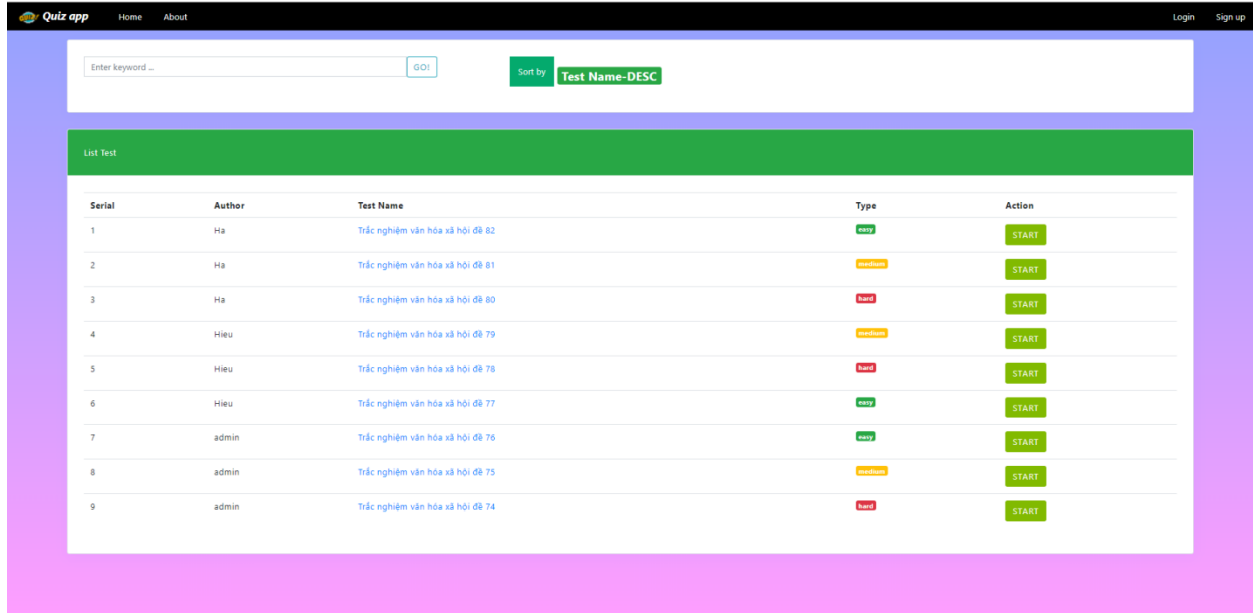 Quiz Quiz app Home About Login Sign up
Enter keyword ... GO! Sort by Test Name-DESC
List Test
Serial Author Test Name Type Action
1 Ha Trắc nghiệm văn hóa xã hội đề 82 easy START
2 Ha Trắc nghiệm văn hóa xã hội đề 81 medium START
3 Ha Trắc nghiệm văn hóa xã hội đề 80 hard START
4 Hieu Trắc nghiệm văn hóa xã hội đề 79 medium START
5 Hieu Trắc nghiệm văn hóa xã hội đề 78 hard START
6 Hieu Trắc nghiệm văn hóa xã hội đề 77 easy START
7 admin Trắc nghiệm văn hóa xã hội đề 76 easy START
8 admin Trắc nghiệm văn hóa xã hội đề 75 medium START
9 admin Trắc nghiệm văn hóa xã hội đề 74 hard START